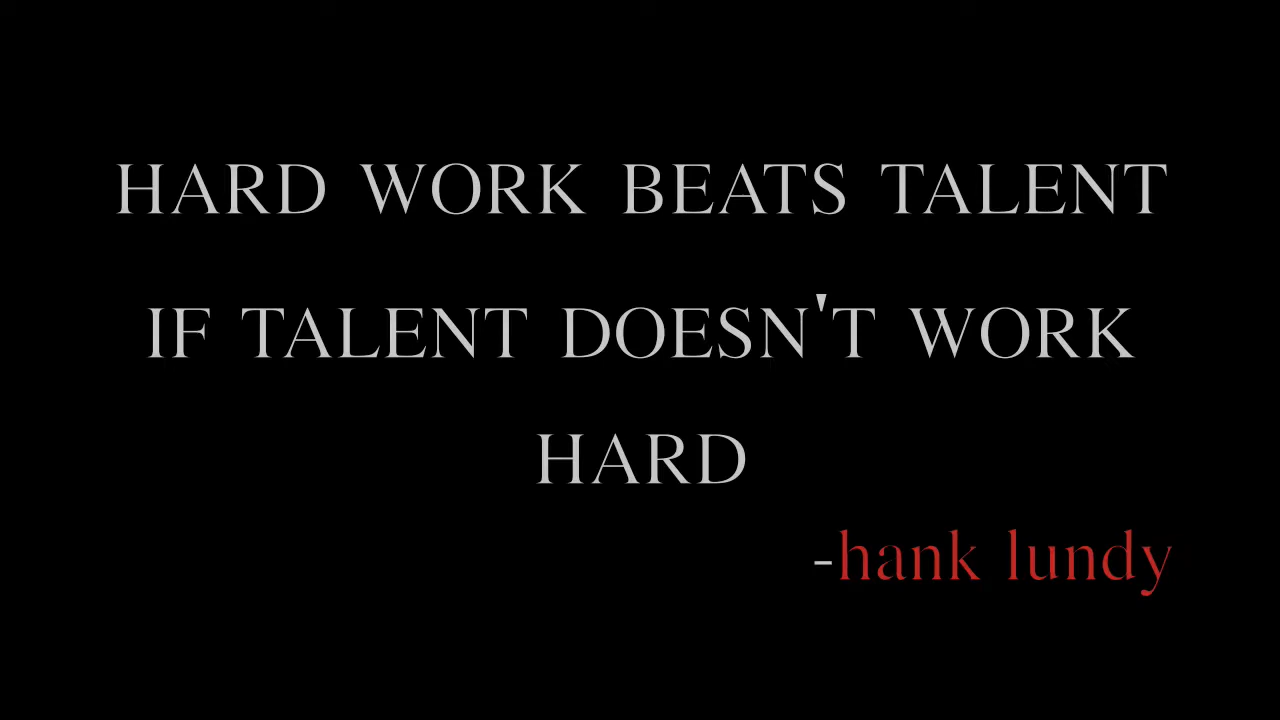 HARD WORK BEATS TALENT
IF TALENT DOESN'T WORK
HARD
-hank lundy